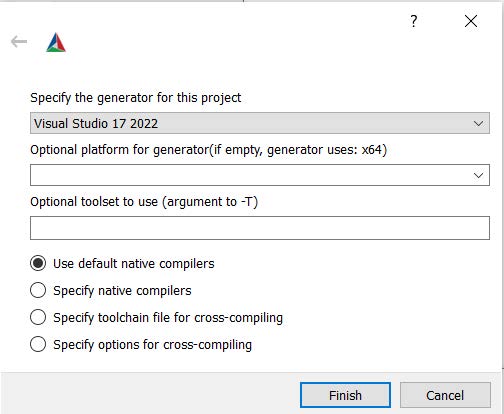 ?
Specify the generator for this project
Visual Studio 17 2022
Optional platform for generator(if empty, generator uses: x64)
Optional toolset to use (argument to -T)
Use default native compilers
Specify native compilers
Specify toolchain file for cross-compiling
Specify options for cross-compiling
Finish Cancel